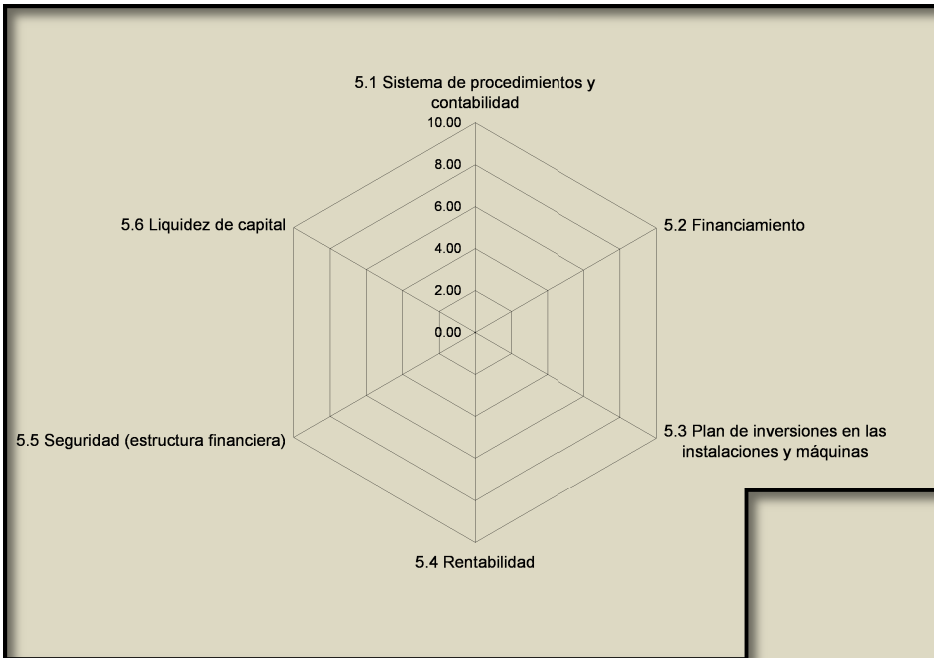 5.1 Sistema de procedimientos y
contabilidad
10.00
8.00
6.00
4.00
2.00
0.00
5.6 Liquidez de capital
5.2 Financiamiento
5.5 Seguridad (estructura financiera)
5.3 Plan de inversiones en las
instalaciones y máquinas
5.4 Rentabilidad